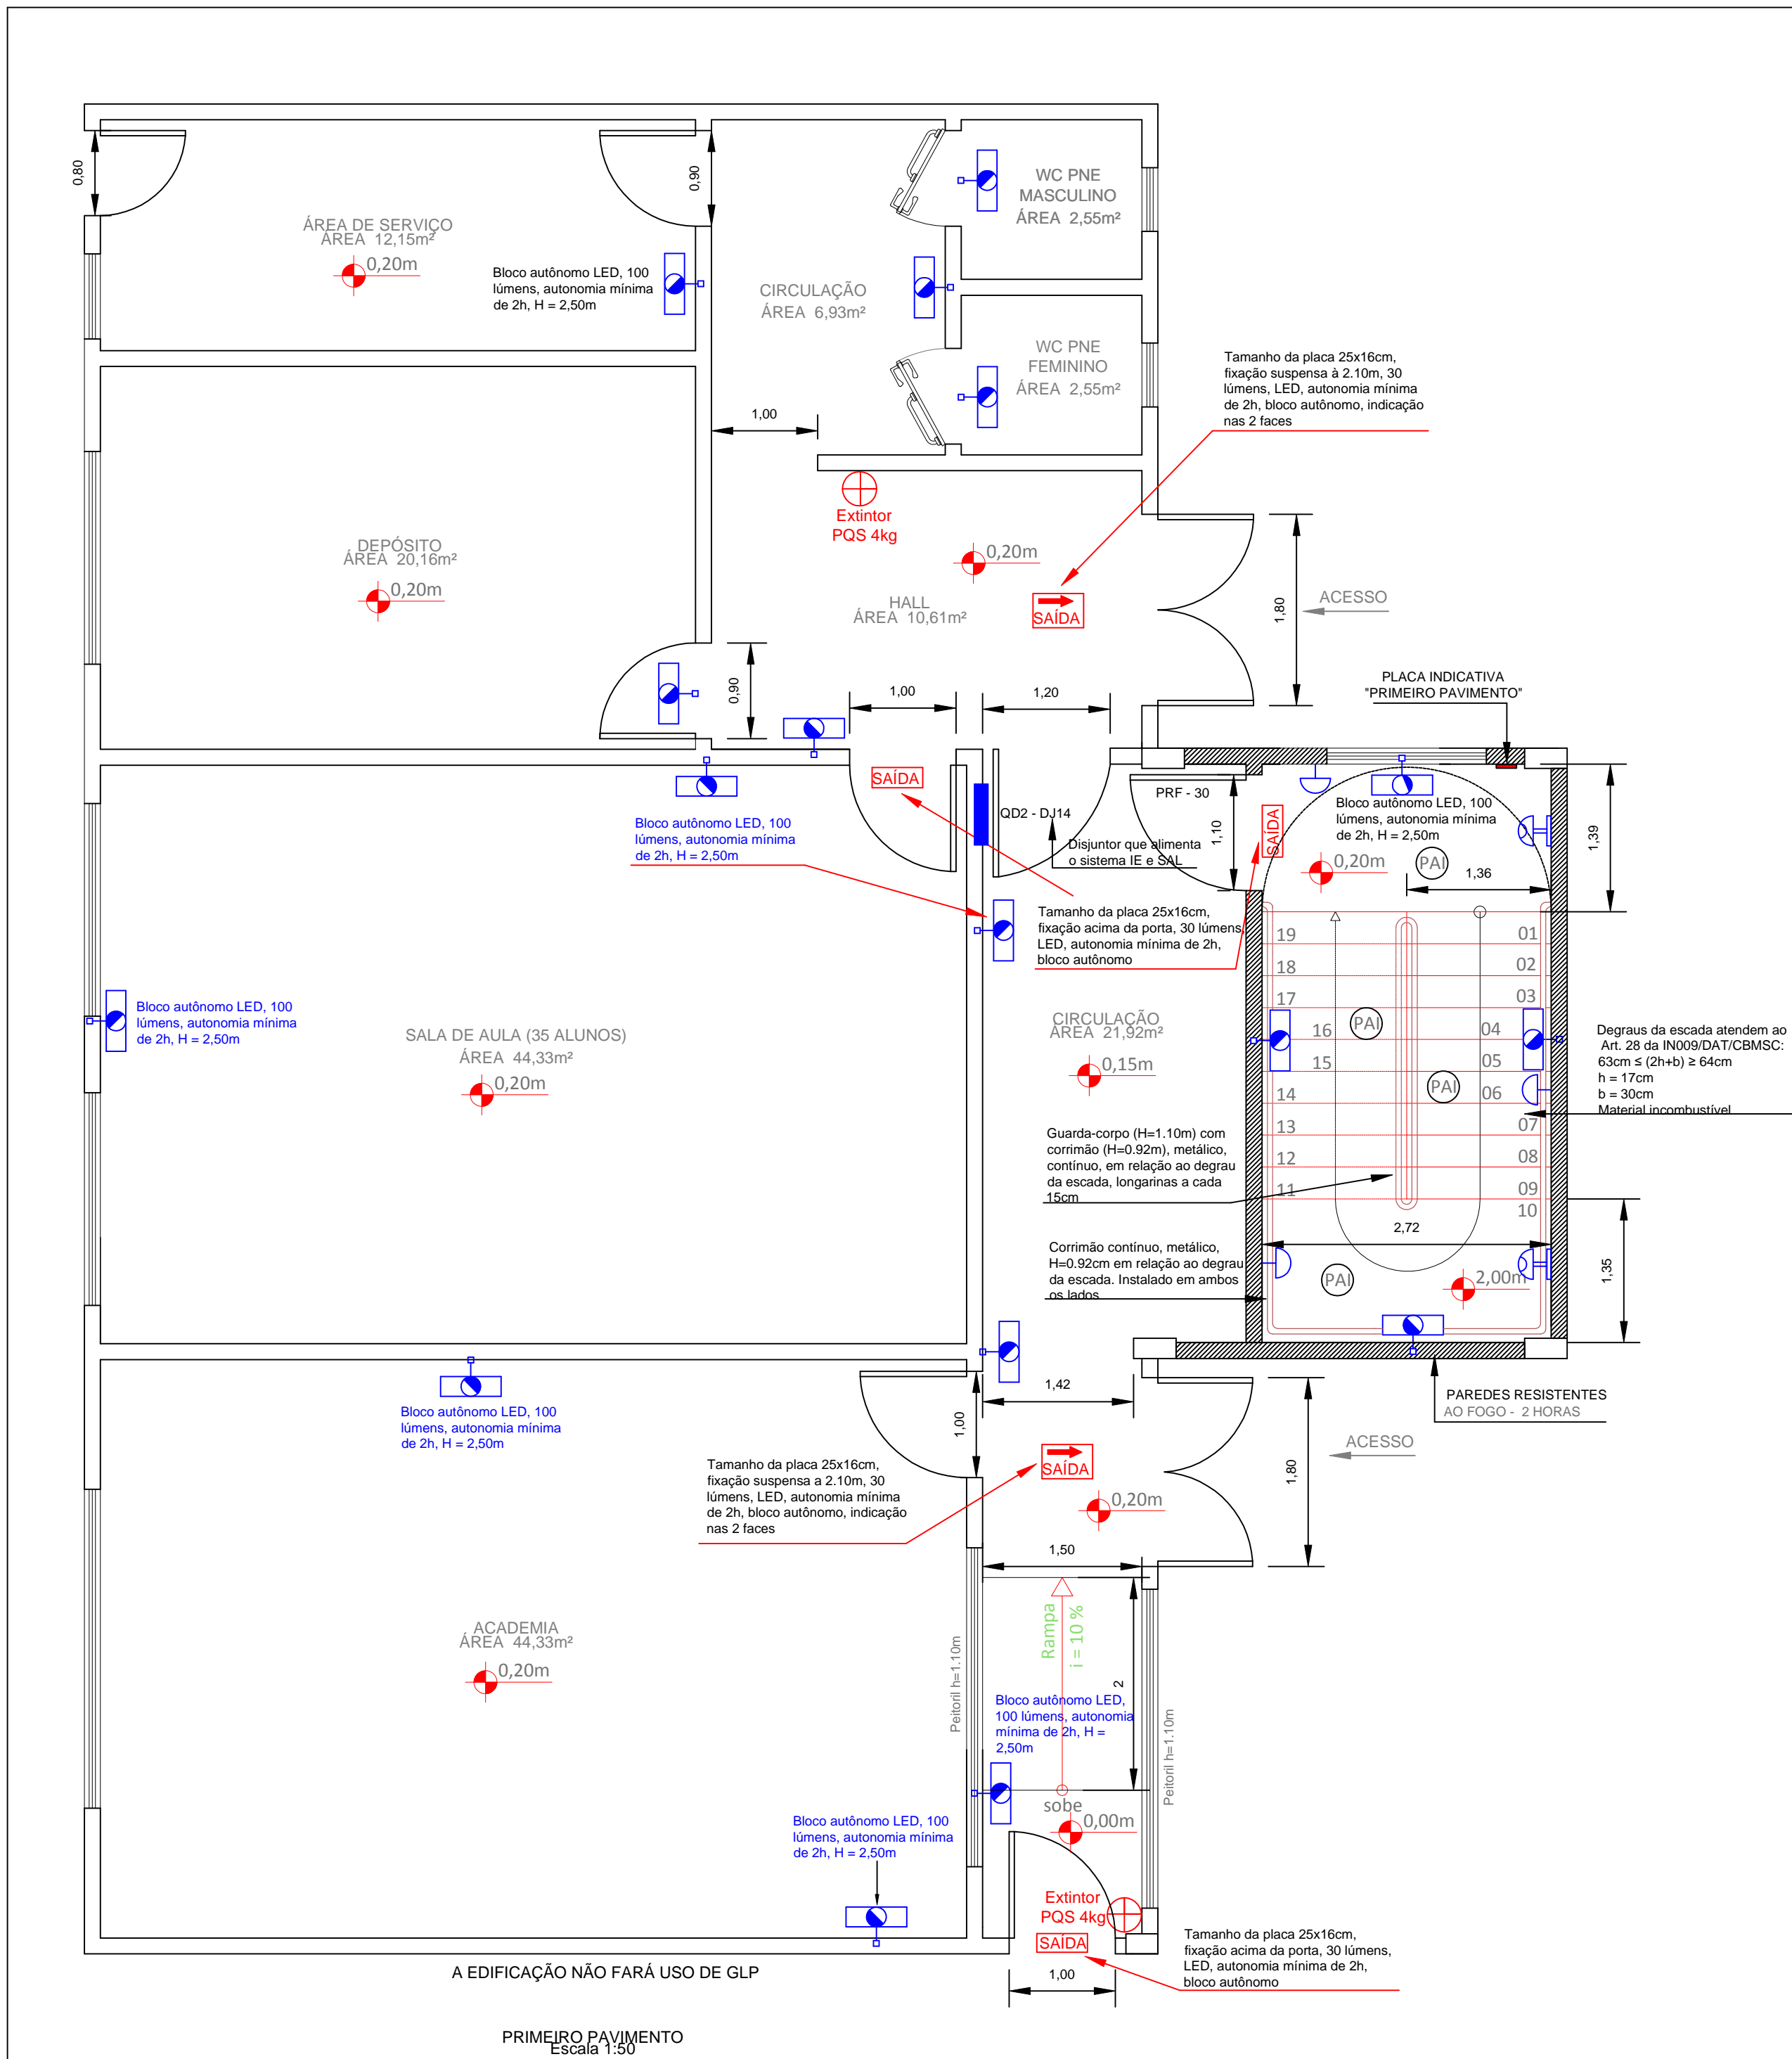 0,80
0,90
ÁREA DE SERVIÇO
ÁREA 12,15m²
0,20m
Bloco autônomo LED, 100
lúmens, autonomia mínima
de 2h, H = 2,50m
CIRCULAÇÃO
ÁREA 6,93m²
WC PNE
MASCULINO
ÁREA 2,55m²
WC PNE
FEMININO
ÁREA 2,55m²
Tamanho da placa 25x16cm,
fixação suspensa à 2.10m, 30
lúmens, LED, autonomia mínima
de 2h, bloco autônomo, indicação
nas 2 faces
1,00
Extintor
PQS 4kg
DEPÓSITO
ÁREA 20,16m²
0,20m
0,20m
HALL
ÁREA 10,61m²
SAÍDA
1,80
ACESSO
0,90
1,00
1,20
PLACA INDICATIVA
"PRIMEIRO PAVIMENTO"
SAÍDA
QD2 - DJ14
Disjuntor que alimenta
o sistema IE e SAL
PRF - 30
1,10
SAÍDA
Bloco autônomo LED, 100
lúmens, autonomia mínima
de 2h, H = 2,50m
0,20m
PAI
1,36
1,39
Bloco autônomo LED, 100
lúmens, autonomia mínima
de 2h, H = 2,50m
Tamanho da placa 25x16cm,
fixação acima da porta, 30 lúmens,
LED, autonomia mínima de 2h,
bloco autônomo
19
01
18
02
17
03
16
PAI
04
15
05
PAI
14
06
13
07
12
08
11
09
10
Bloco autônomo LED, 100
lúmens, autonomia mínima
de 2h, H = 2,50m
SALA DE AULA (35 ALUNOS)
ÁREA 44,33m²
0,20m
CIRCULAÇÃO
ÁREA 21,92m²
0,15m
Degraus da escada atendem ao
Art. 28 da IN009/DAT/CBMSC:
63cm ≤ (2h+b) ≥ 64cm
h = 17cm
b = 30cm
Material incombustível
Guarda-corpo (H=1.10m) com
corrimão (H=0.92m), metálico,
contínuo, em relação ao degrau
da escada, longarinas a cada
15cm
2,72
Corrimão contínuo, metálico,
H=0.92cm em relação ao degrau
da escada. Instalado em ambos
os lados
PAI
2,00m
1,35
1,42
1,00
PAREDES RESISTENTES
AO FOGO - 2 HORAS
Bloco autônomo LED, 100
lúmens, autonomia mínima
de 2h, H = 2,50m
SAÍDA
ACESSO
1,80
Tamanho da placa 25x16cm,
fixação suspensa a 2.10m, 30
lúmens, LED, autonomia mínima
de 2h, bloco autônomo, indicação
nas 2 faces
0,20m
1,50
ACADEMIA
ÁREA 44,33m²
0,20m
Peitoril h=1.10m
Rampa
i = 10 %
2
Peitoril h=1.10m
Bloco autônomo LED,
100 lúmens, autonomia
mínima de 2h, H =
2,50m
sobe
0,00m
Bloco autônomo LED, 100
lúmens, autonomia mínima
de 2h, H = 2,50m
Extintor
PQS 4kg
SAÍDA
Tamanho da placa 25x16cm,
fixação acima da porta, 30 lúmens,
LED, autonomia mínima de 2h,
bloco autônomo
1,00
A EDIFICAÇÃO NÃO FARÁ USO DE GLP
PRIMEIRO PAVIMENTO
Escala 1:50